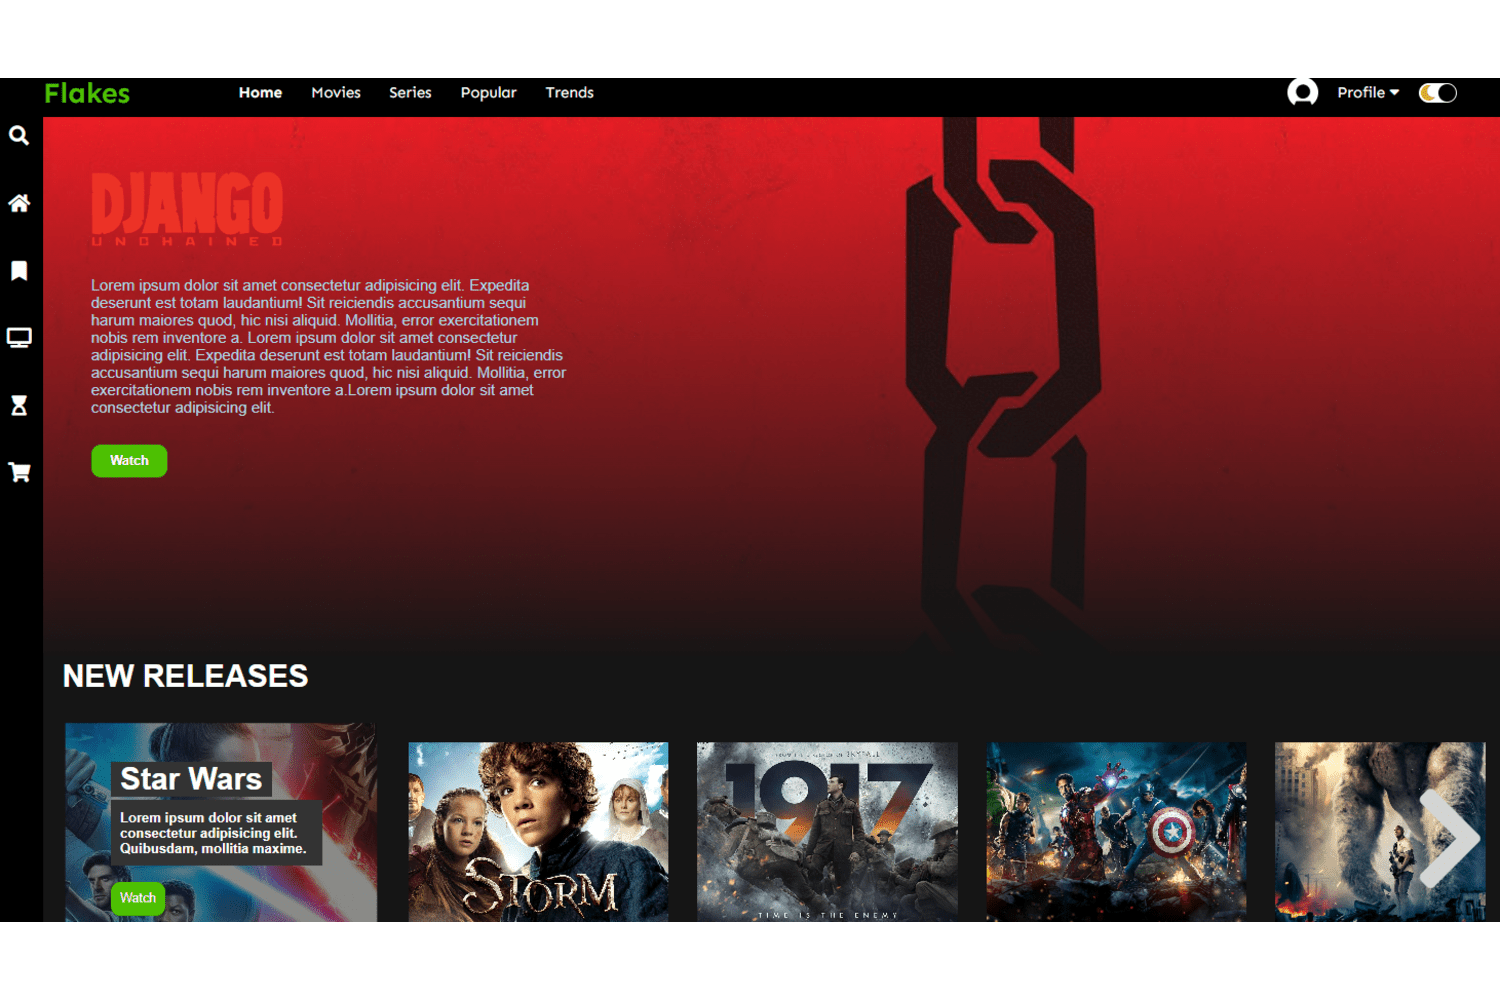 Flakes
Home Movies Series Popular Trends Profile
DJANGO
UNCHAINED
Lorem ipsum dolor sit amet consectetur adipisicing elit. Expedita
deserunt est totam laudantium! Sit reiciendis accusantium sequi
harum maiores quod, hic nisi aliquid. Mollitia, error exercitationem
nobis rem inventore a. Lorem ipsum dolor sit amet consectetur
adipisicing elit. Expedita deserunt est totam laudantium! Sit reiciendis
accusantium sequi harum maiores quod, hic nisi aliquid. Mollitia, error
exercitationem nobis rem inventore a.Lorem ipsum dolor sit amet
consectetur adipisicing elit.
Watch
NEW RELEASES
Star Wars
Lorem ipsum dolor sit amet
consectetur adipisicing elit.
Quibusdam, mollitia maxime.
Watch
STORM
1917
TIME IS THE ENEMY